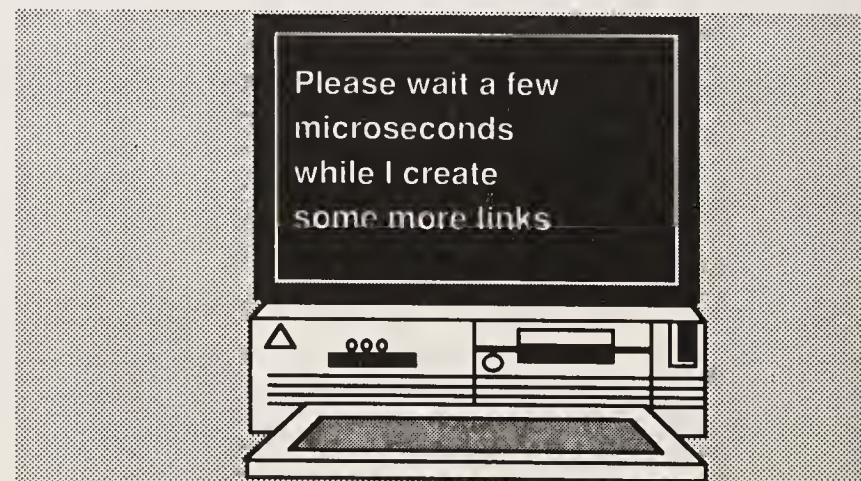 Please wait a few
microseconds
while I create
some more links